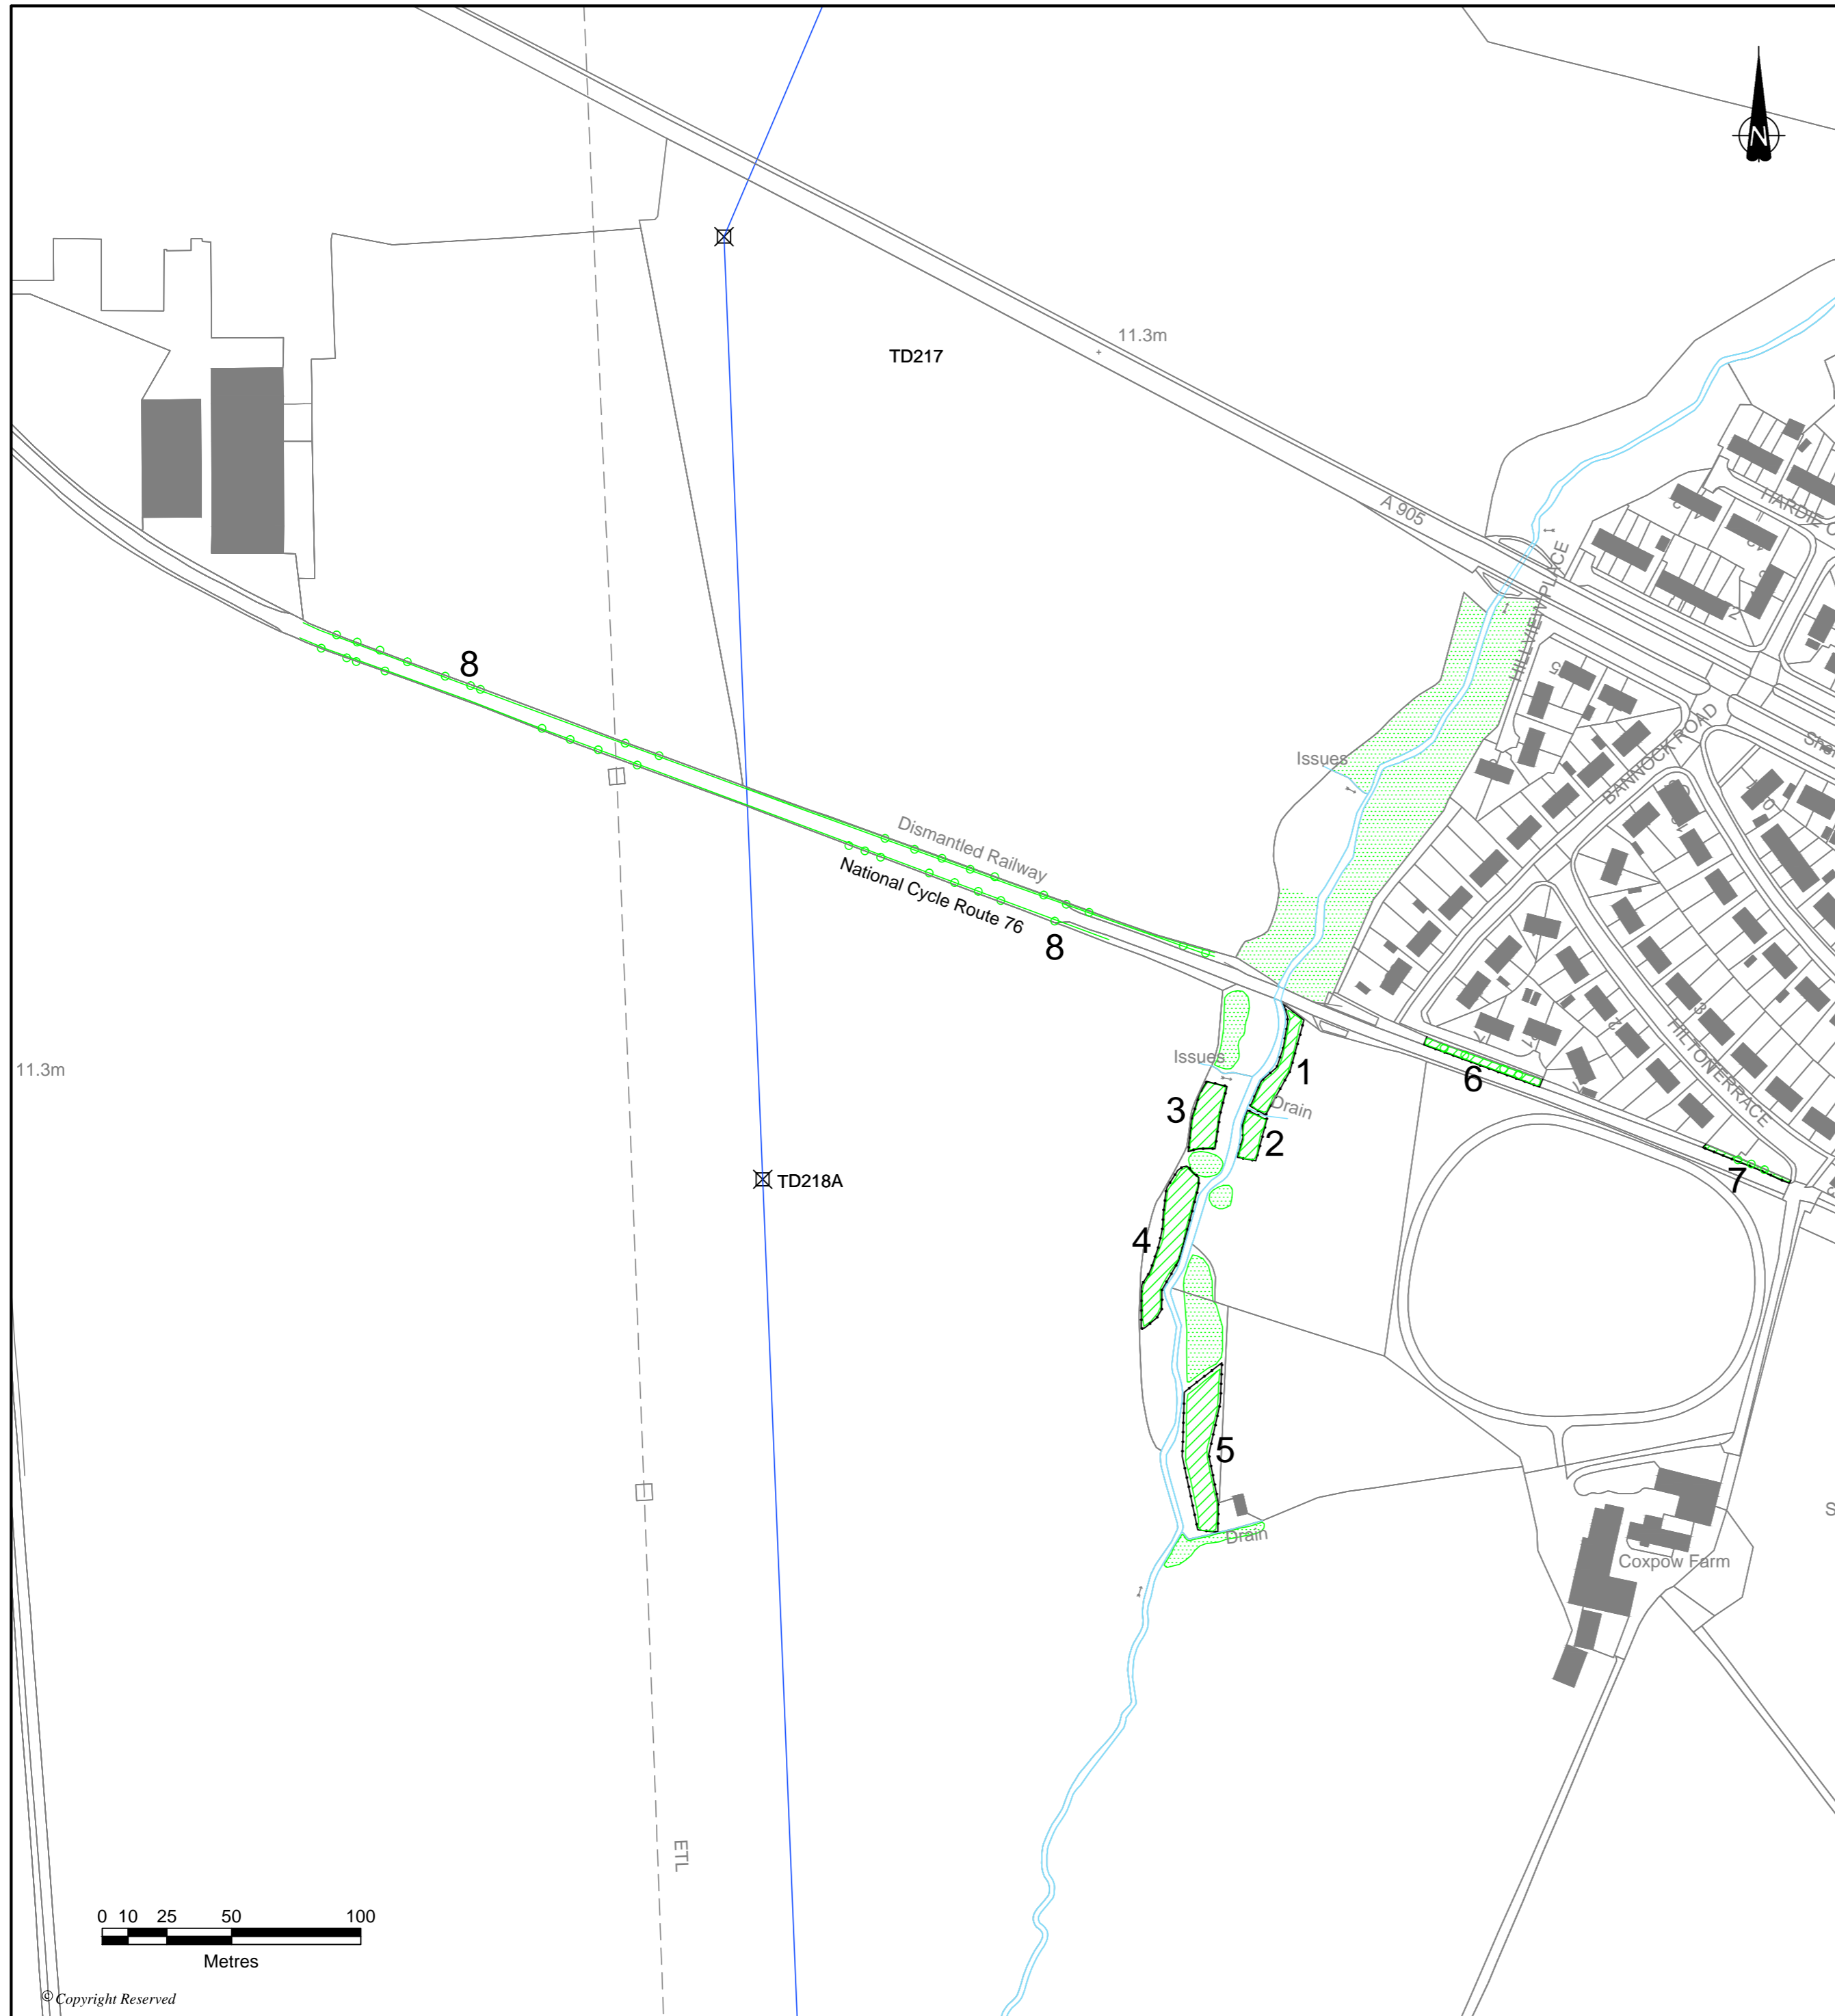 N
11.3m
TD217
A 905
HARDIE
HILLVIEW PLACE
8
5
BANNOCK ROAD
Issues
Dismantled Railway
National Cycle Route 76
8
11.3m
Issues
1
HILTON
TERRACE
6
Drain
3
2
TD218A
7
4
5
Drain
Coxpow Farm
ETL
0 10 25 50 100
Metres
© Copyright Reserved